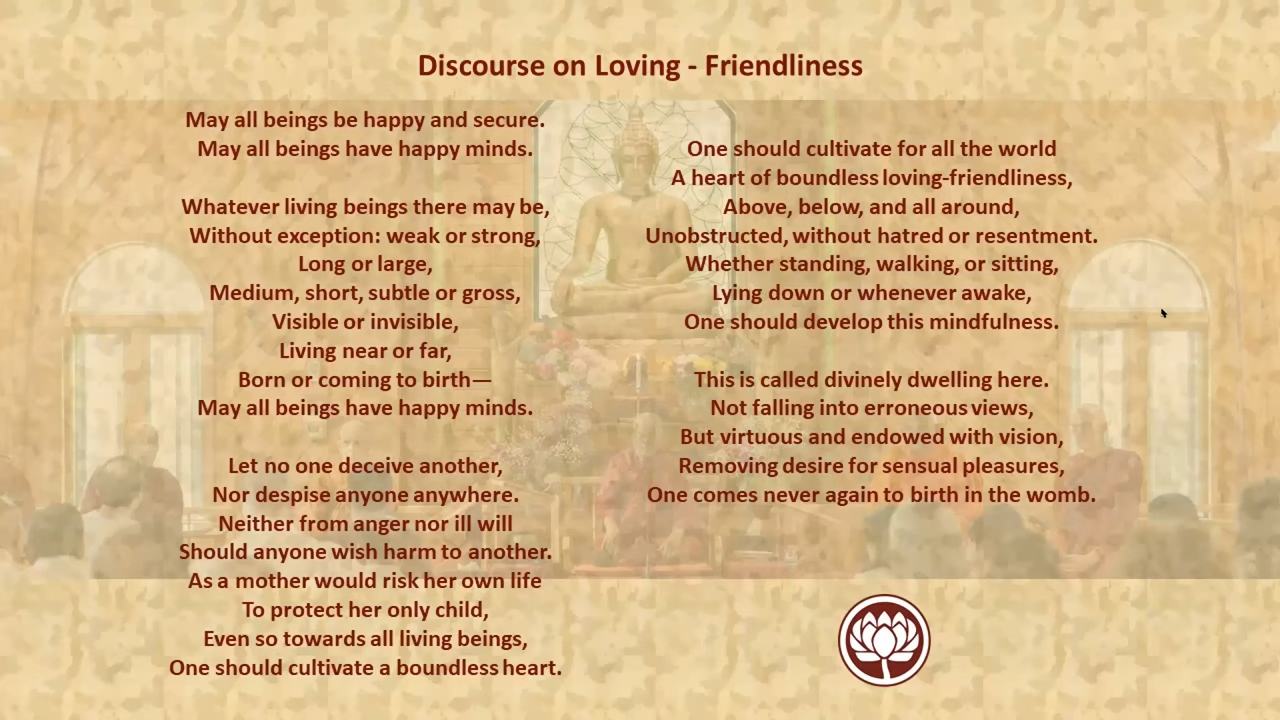 Discourse on Loving - Friendliness
May all beings be happy and secure.
May all beings have happy minds.
Whatever living beings there may be,
Without exception: weak or strong,
Long or large,
Medium, short, subtle or gross,
Visible or invisible,
Living near or far,
Born or coming to birth—
May all beings have happy minds.
Let no one deceive another,
Nor despise anyone anywhere.
Neither from anger nor ill will
Should anyone wish harm to another.
As a mother would risk her own life
To protect her only child,
Even so towards all living beings,
One should cultivate a boundless heart.
One should cultivate for all the world
A heart of boundless loving-friendliness,
Above, below, and all around,
Unobstructed, without hatred or resentment.
Whether standing, walking, or sitting,
Lying down or whenever awake,
One should develop this mindfulness.
This is called divinely dwelling here.
Not falling into erroneous views,
But virtuous and endowed with vision,
Removing desire for sensual pleasures,
One comes never again to birth in the womb.